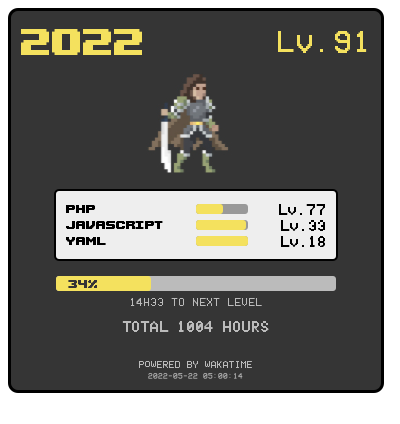 2022 Lv.91
PHP Lv.77
JAVASCRIPT Lv.33
YAML Lv.18
34%
14H33 TO NEXT LEVEL
TOTAL 1004 HOURS
POWERED BY WAKATIME
2022-05-22 05:00:14